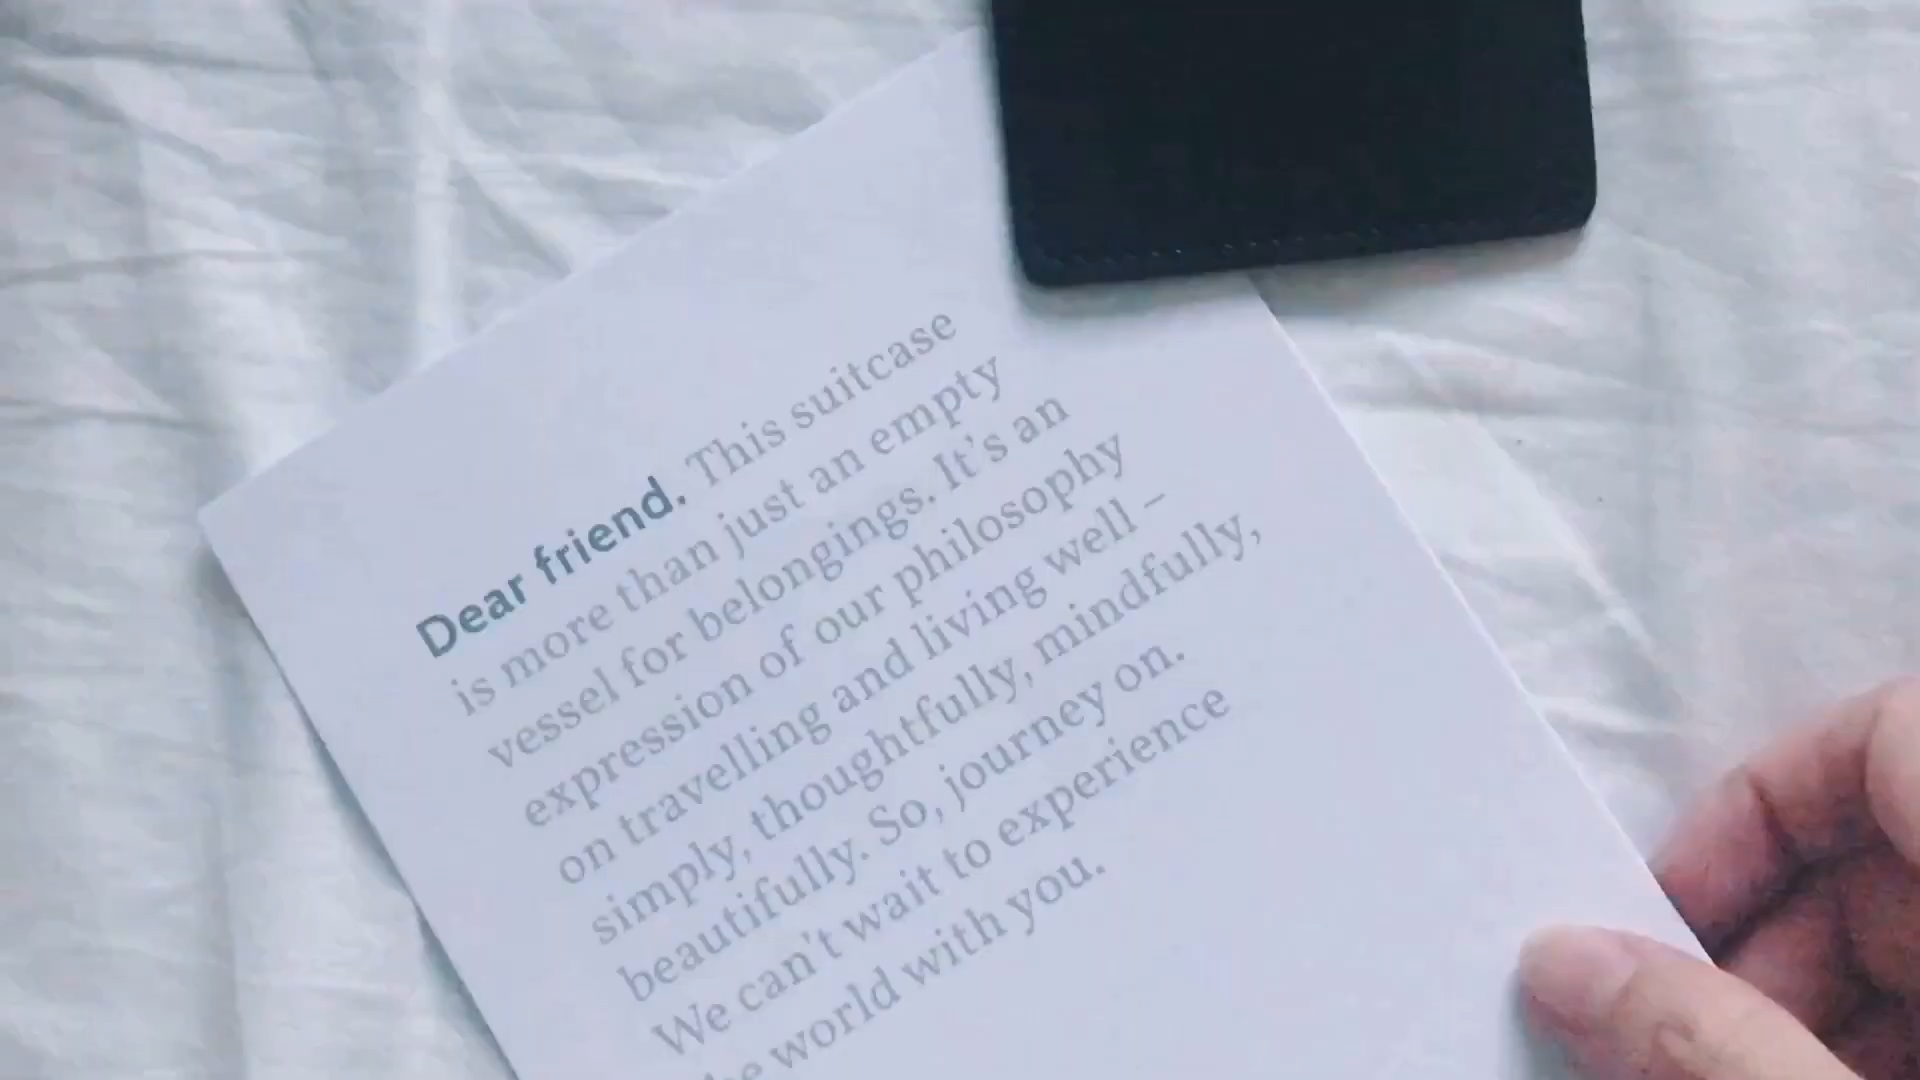 Dear friend. This suitcase
is more than just an empty
vessel for belongings. It's an
expression of our philosophy
on travelling and living well –
simply, thoughtfully, mindfully,
beautifully. So, journey on.
We can't wait to experience
world with you.